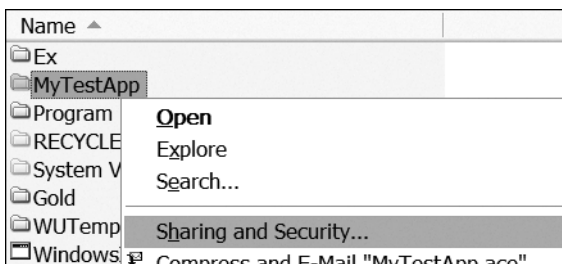 Name
Ex
MyTestApp
Program
RECYCLE
System V
Gold
WUTemp
Windows
Open
Explore
Search...
Sharing and Security...
Compress and E-Mail "MyTestApp.ace"